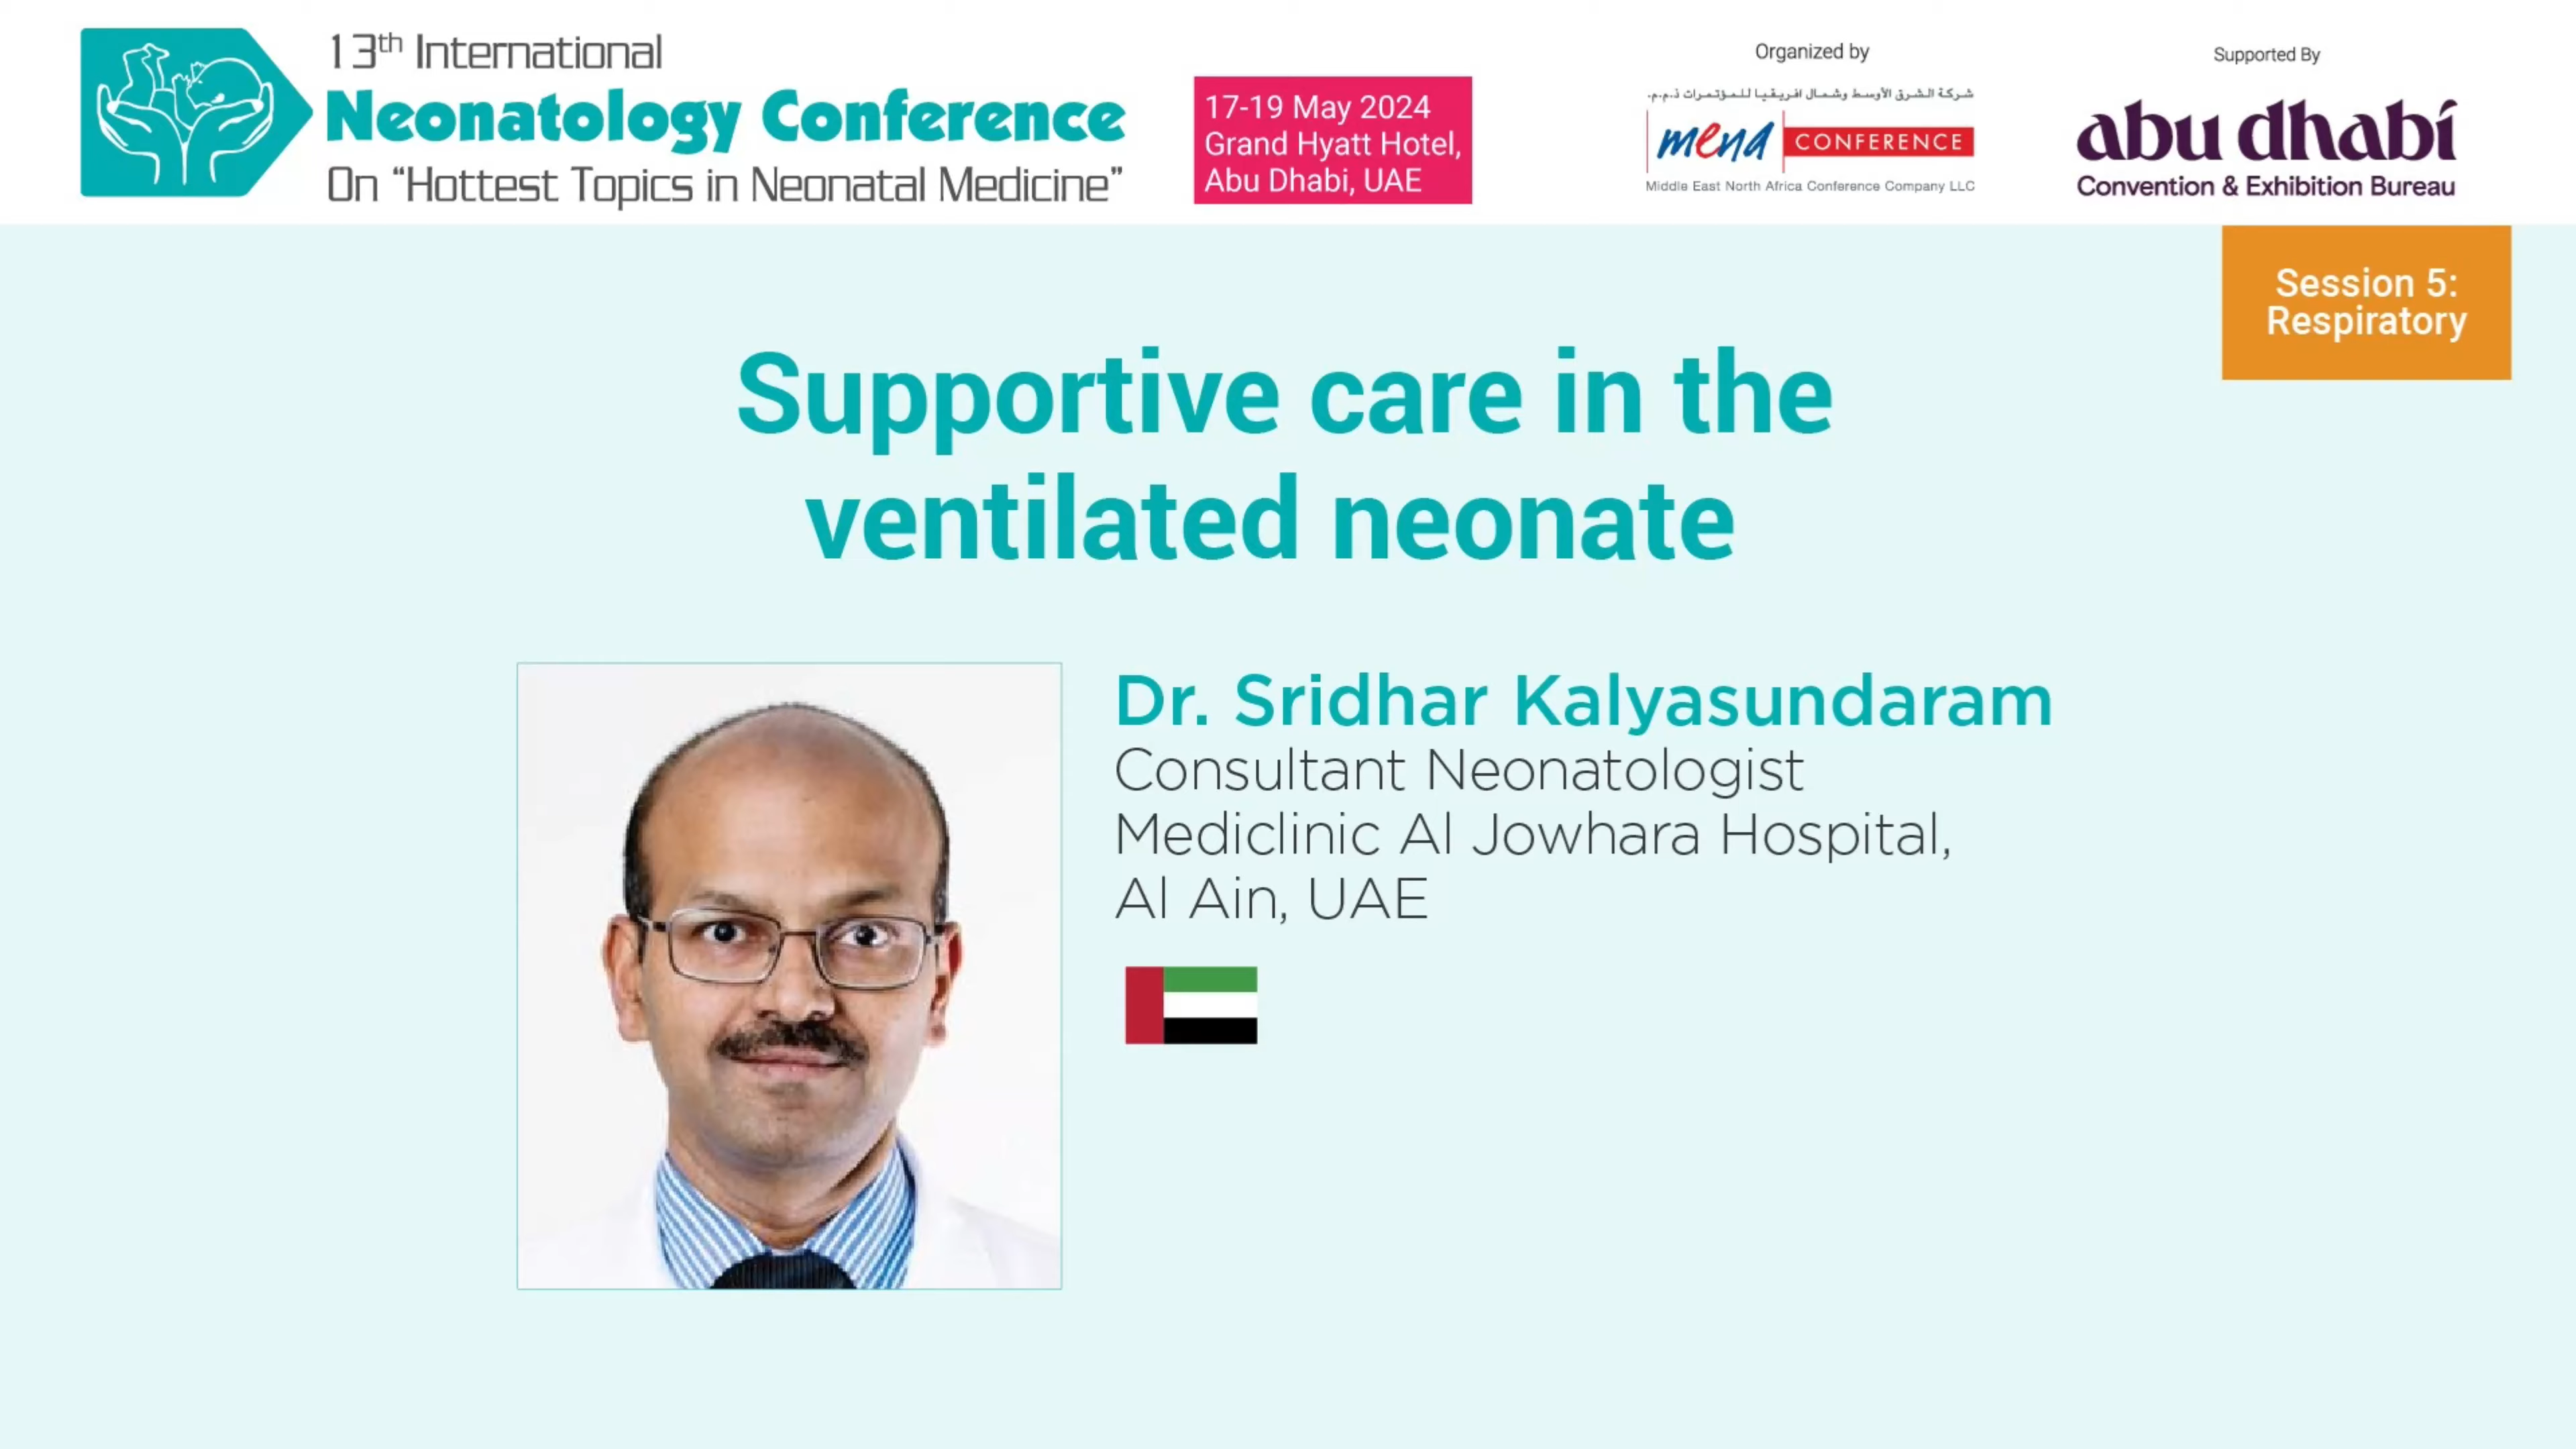 13th International
Neonatology Conference
On “Hottest Topics in Neonatal Medicine”
17-19 May 2024
Grand Hyatt Hotel,
Abu Dhabi, UAE
Organized by
شركة الشرق الأوسط وشمال افريقيا للمؤتمرات ذ.م.م.
mena CONFERENCE
Middle East North Africa Conference Company LLC
Supported By
abu dhabi
Convention & Exhibition Bureau
Session 5:
Respiratory
Supportive care in the
ventilated neonate
Dr. Sridhar Kalyasundaram
Consultant Neonatologist
Mediclinic Al Jowhara Hospital,
Al Ain, UAE